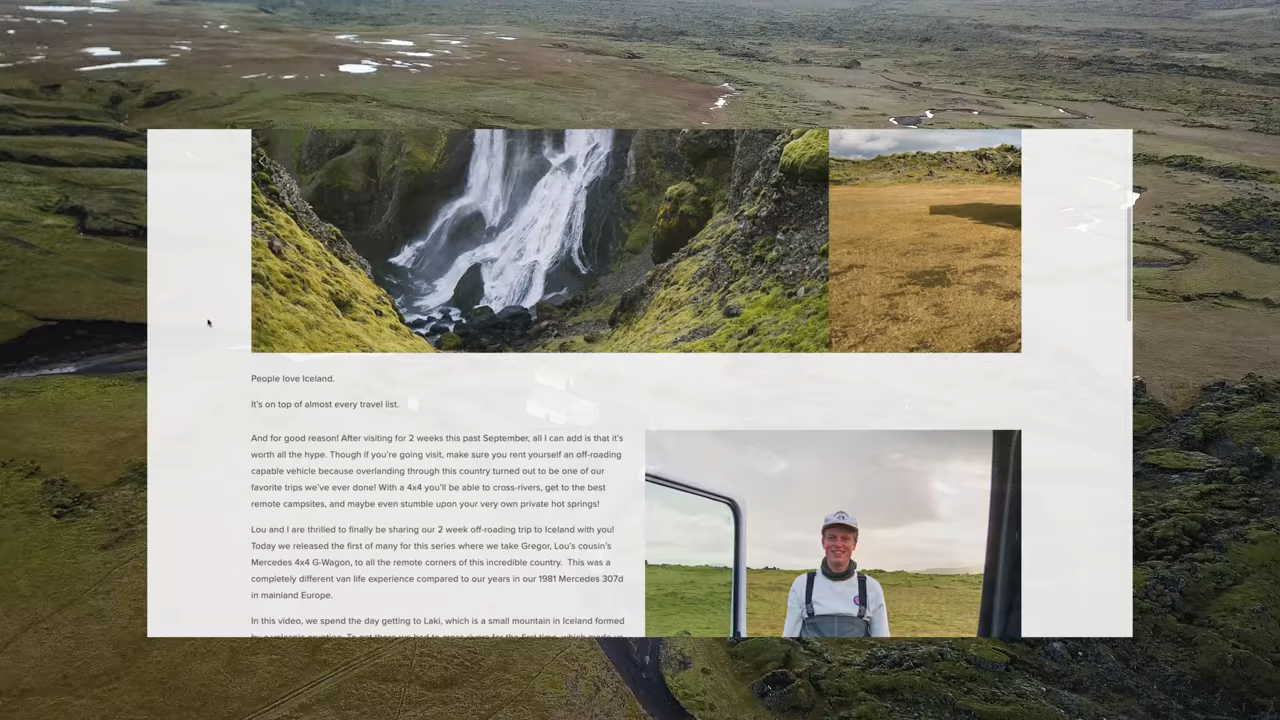 People love Iceland.
It's on top of almost every travel list.
And for good reason! After visiting for 2 weeks this past September, all I can add is that it's
worth all the hype. Though if you're going visit, make sure you rent yourself an off-roading
capable vehicle because overlanding through this country turned out to be one of our
favorite trips we've ever done! With a 4x4 you'll be able to cross-rivers, get to the best
remote campsites, and maybe even stumble upon your very own private hot springs!
Lou and I are thrilled to finally be sharing our 2 week off-roading trip to Iceland with you!
Today we released the first of many for this series where we take Gregor, Lou's cousin's
Mercedes 4x4 G-Wagon, to all the remote corners of this incredible country. This was a
completely different van life experience compared to our years in our 1981 Mercedes 307d
in mainland Europe.
In this video, we spend the day getting to Laki, which is a small mountain in Iceland formed